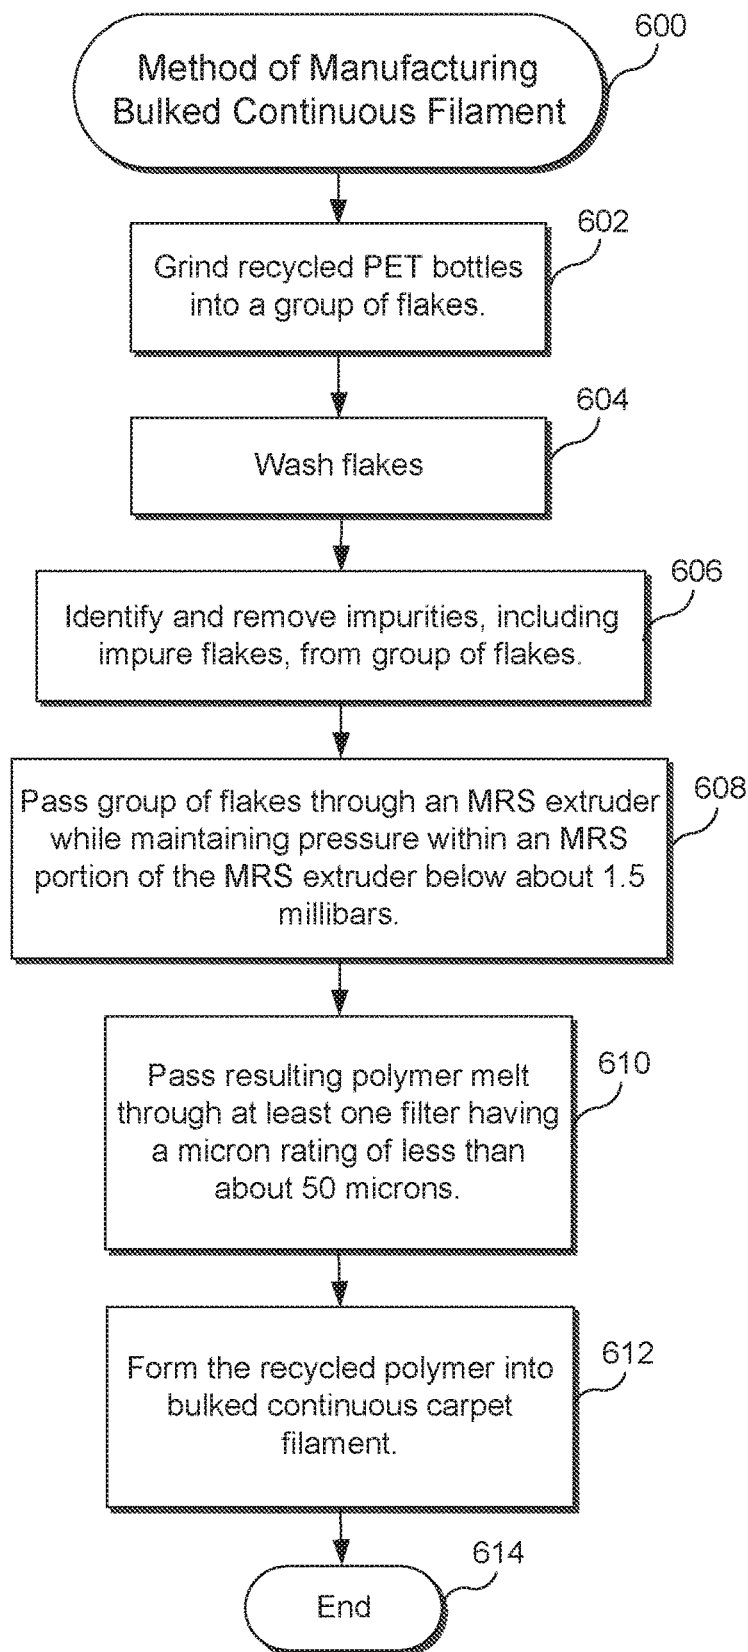 600
Method of Manufacturing
Bulked Continuous Filament
602
Grind recycled PET bottles
into a group of flakes.
604
Wash flakes
606
Identify and remove impurities, including
impure flakes, from group of flakes.
608
Pass group of flakes through an MRS extruder
while maintaining pressure within an MRS
portion of the MRS extruder below about 1.5
millibars.
610
Pass resulting polymer melt
through at least one filter having
a micron rating of less than
about 50 microns.
612
Form the recycled polymer into
bulked continuous carpet
filament.
614
End